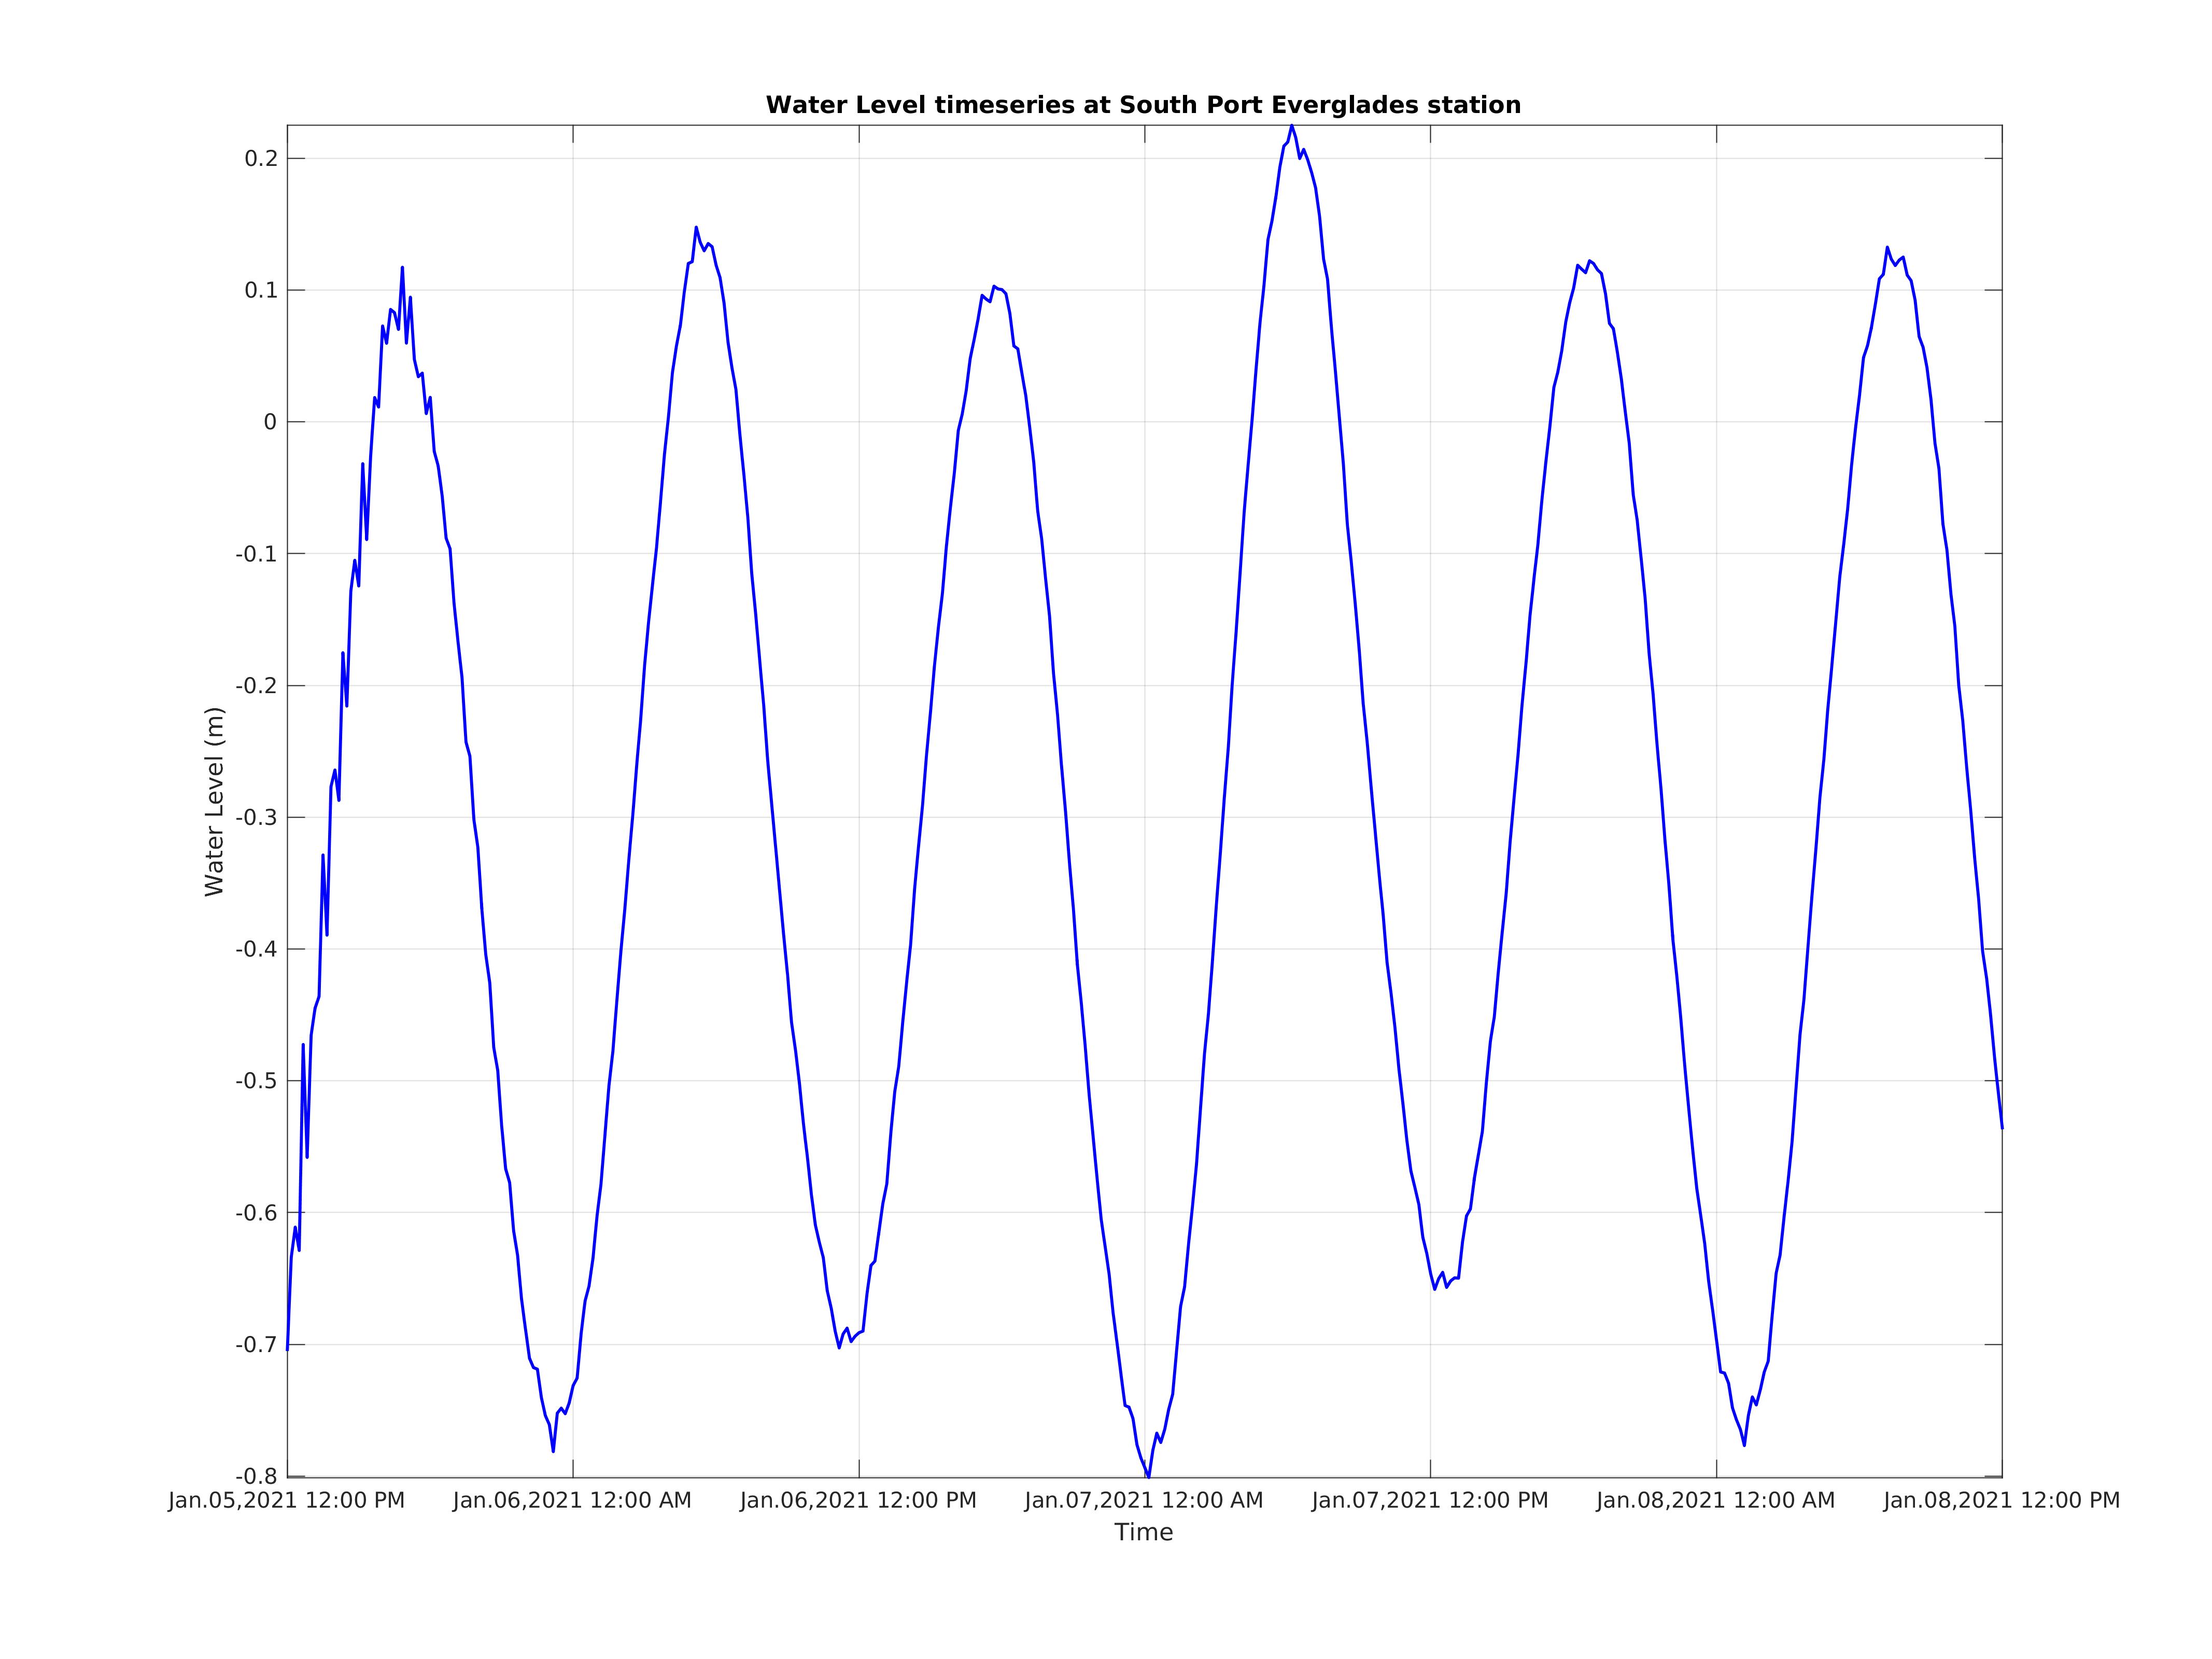 Water Level timeseries at South Port Everglades station
0.2
0.1
0
-0.1
-0.2
-0.3
-0.4
-0.5
-0.6
-0.7
-0.8
Water Level (m)
Jan.05,2021 12:00 PM
Jan.06,2021 12:00 AM
Jan.06,2021 12:00 PM
Jan.07,2021 12:00 AM
Jan.07,2021 12:00 PM
Jan.08,2021 12:00 AM
Jan.08,2021 12:00 PM
Time